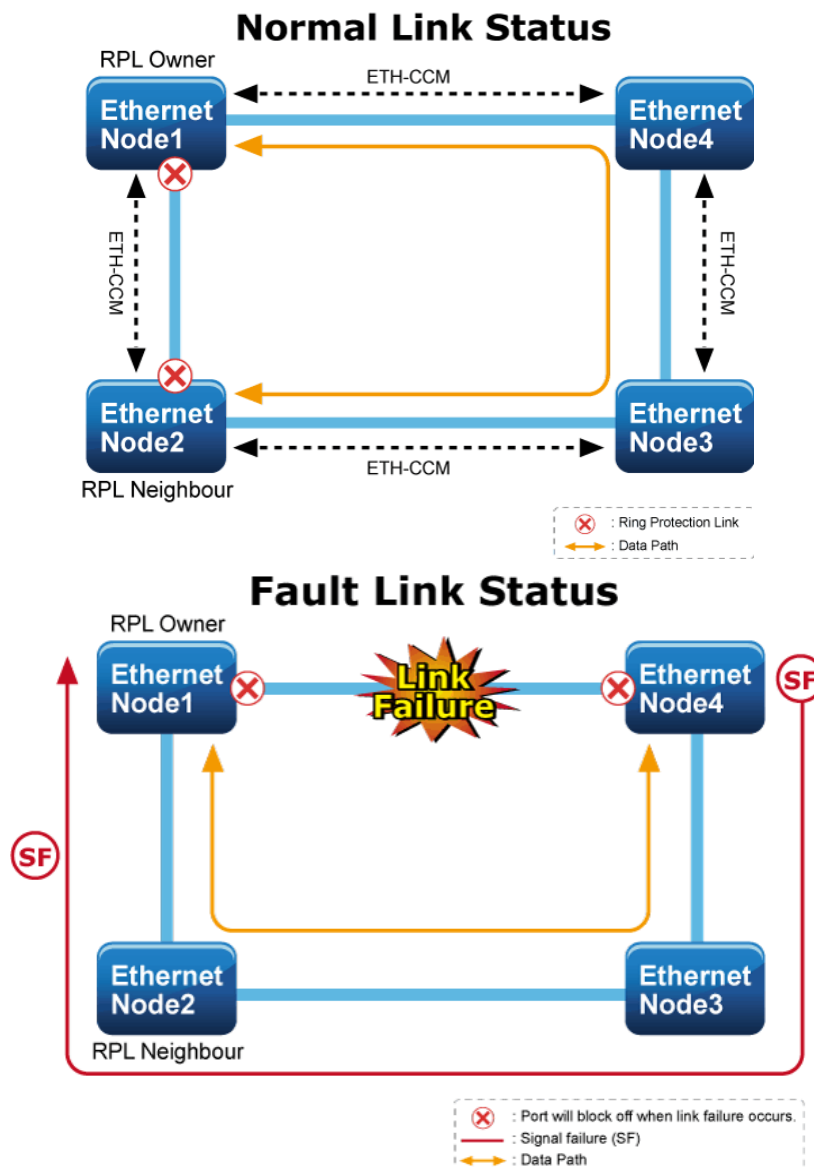 Normal Link Status
RPL Owner
ETH-CCM
Ethernet
Node1
Ethernet
Node4
ETH-CCM
ETH-CCM
Ethernet
Node2
Ethernet
Node3
ETH-CCM
RPL Neighbour
: Ring Protection Link
: Data Path
Fault Link Status
RPL Owner
Ethernet
Node1
Link
Failure
Ethernet
Node4
SF
SF
Ethernet
Node2
Ethernet
Node3
RPL Neighbour
: Port will block off when link failure occurs.
: Signal failure (SF)
: Data Path